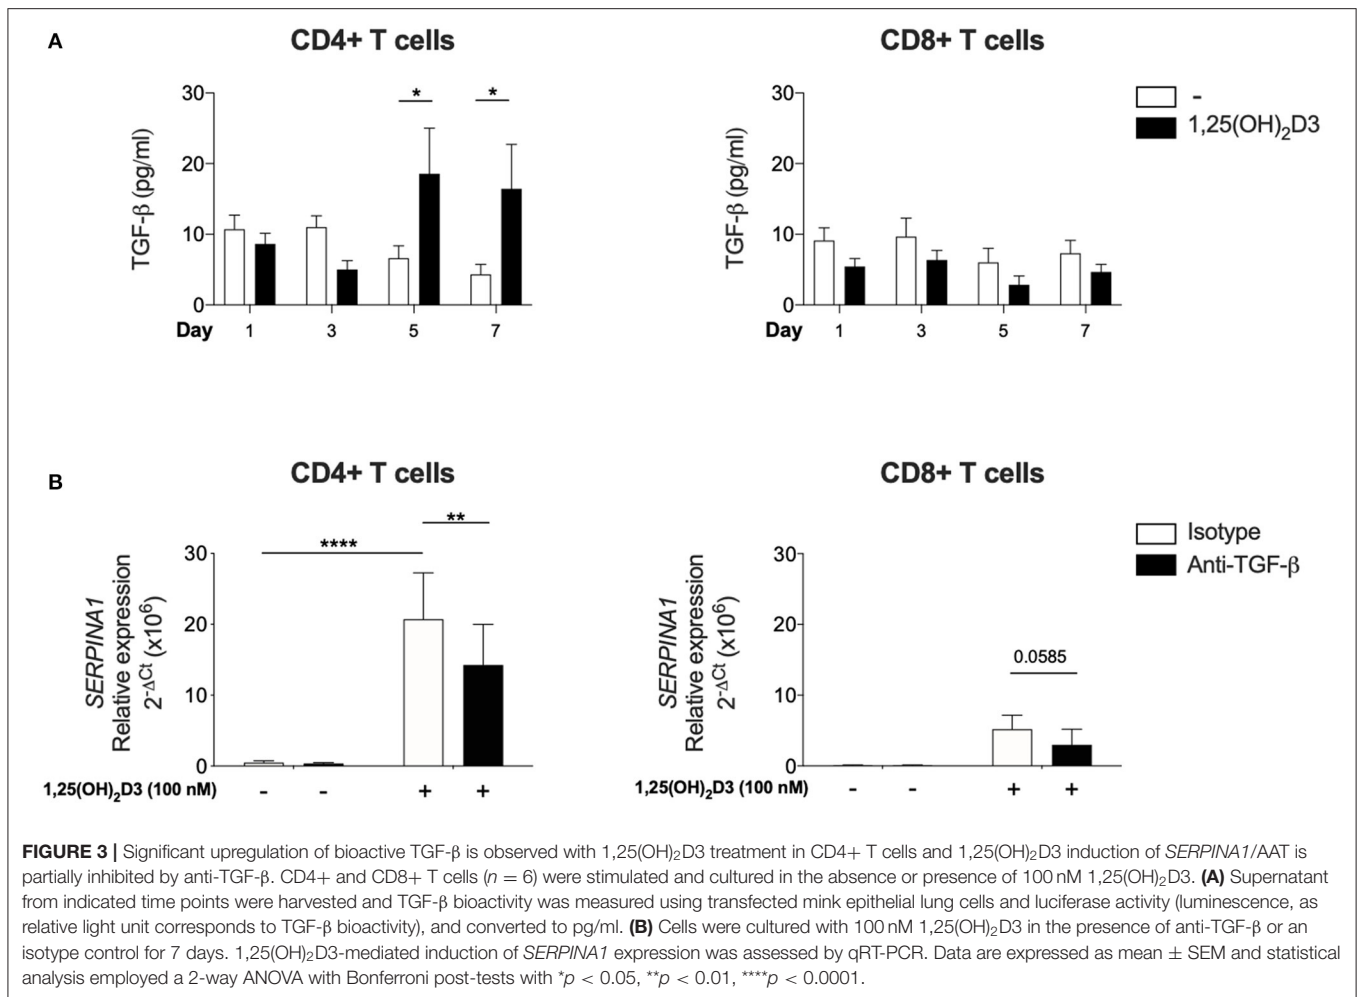 A
CD4+ T cells
CD8+ T cells
TGF-β (pg/ml)
30
20
10
0
* *
Day 1 3 5 7
TGF-β (pg/ml)
30
20
10
0
Day 1 3 5 7
-
1,25(OH)₂D3
B
CD4+ T cells
CD8+ T cells
SERPINA1
Relative expression
2^-ΔCt (x10⁶)
30
20
10
0
****
**
1,25(OH)₂D3 (100 nM) - - + +
SERPINA1
Relative expression
2^-ΔCt (x10⁶)
30
20
10
0
0.0585
1,25(OH)₂D3 (100 nM) - - + +
Isotype
Anti-TGF-β
FIGURE 3 | Significant upregulation of bioactive TGF-β is observed with 1,25(OH)₂D3 treatment in CD4+ T cells and 1,25(OH)₂D3 induction of SERPINA1/AAT is
partially inhibited by anti-TGF-β. CD4+ and CD8+ T cells (n = 6) were stimulated and cultured in the absence or presence of 100 nM 1,25(OH)₂D3. (A) Supernatant
from indicated time points were harvested and TGF-β bioactivity was measured using transfected mink epithelial lung cells and luciferase activity (luminescence, as
relative light unit corresponds to TGF-β bioactivity), and converted to pg/ml. (B) Cells were cultured with 100 nM 1,25(OH)₂D3 in the presence of anti-TGF-β or an
isotype control for 7 days. 1,25(OH)₂D3-mediated induction of SERPINA1 expression was assessed by qRT-PCR. Data are expressed as mean ± SEM and statistical
analysis employed a 2-way ANOVA with Bonferroni post-tests with *p < 0.05, **p < 0.01, ****p < 0.0001.